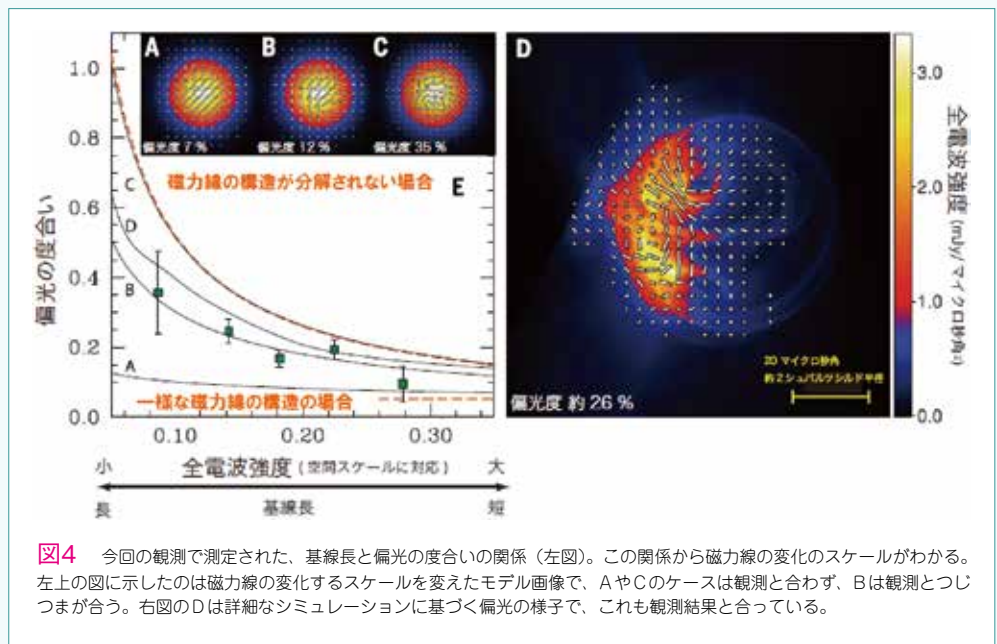 A
B
C
偏光度 7 %
偏光度 12 %
偏光度 35 %
1.0
0.8
0.6
0.4
0.2
0.0
偏光の度合い
磁力線の構造が分解されない場合
E
C
D
B
A
一様な磁力線の構造の場合
0.10
0.20
0.30
小
全電波強度 (空間スケールに対応)
大
長
基線長
短
D
20 マイクロ秒角
約2シュバルツシルド半径
偏光度 約 26 %
3.0
2.0
1.0
0.0
全電波強度 (mJy/マイクロ秒角²)
図4 今回の観測で測定された、基線長と偏光の度合いの関係（左図）。この関係から磁力線の変化のスケールがわかる。
左上の図に示したのは磁力線の変化するスケールを変えたモデル画像で、AやCのケースは観測と合わず、Bは観測とつじ
つまが合う。右図のDは詳細なシミュレーションに基づく偏光の様子で、これも観測結果と合っている。